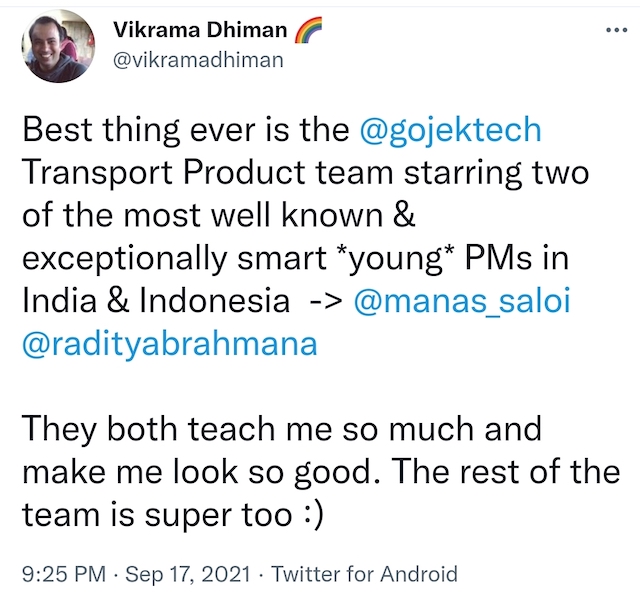 Vikrama Dhiman 🌈
@vikramadhiman
Best thing ever is the @gojektech
Transport Product team starring two
of the most well known &
exceptionally smart *young* PMs in
India & Indonesia -> @manas_saloi
@radityabrahmana
They both teach me so much and
make me look so good. The rest of the
team is super too :)
9:25 PM · Sep 17, 2021 · Twitter for Android